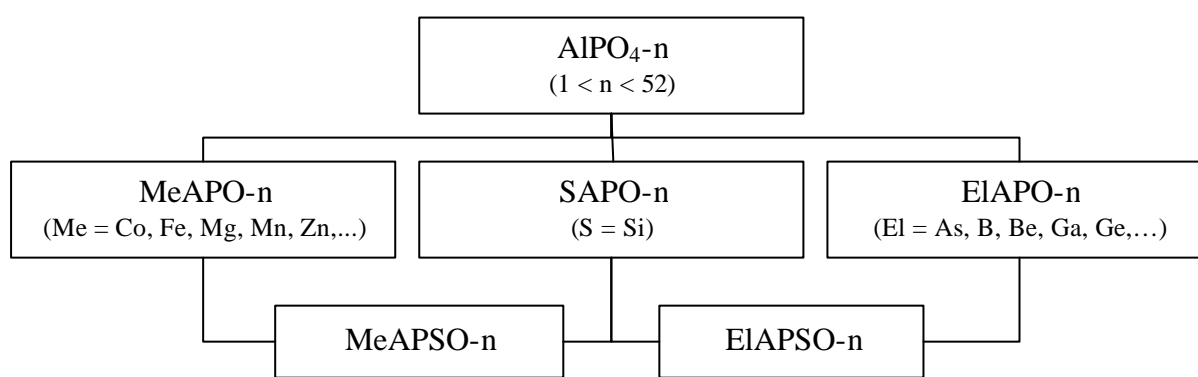 AlPO₄-n
(1 < n < 52)
MeAPO-n
(Me = Co, Fe, Mg, Mn, Zn,...)
SAPO-n
(S = Si)
ElAPO-n
(El = As, B, Be, Ga, Ge,…)
MeAPSO-n
ElAPSO-n